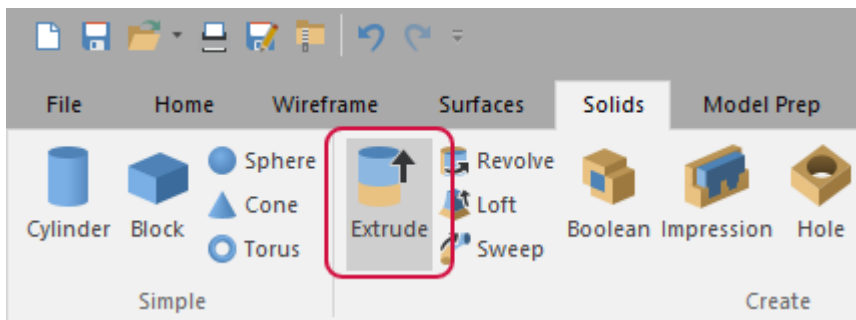 File Home Wireframe Surfaces Solids Model Prep
Cylinder Block Sphere
Cone
Torus
Extrude Revolve
Loft
Sweep
Boolean Impression Hole
Simple Create